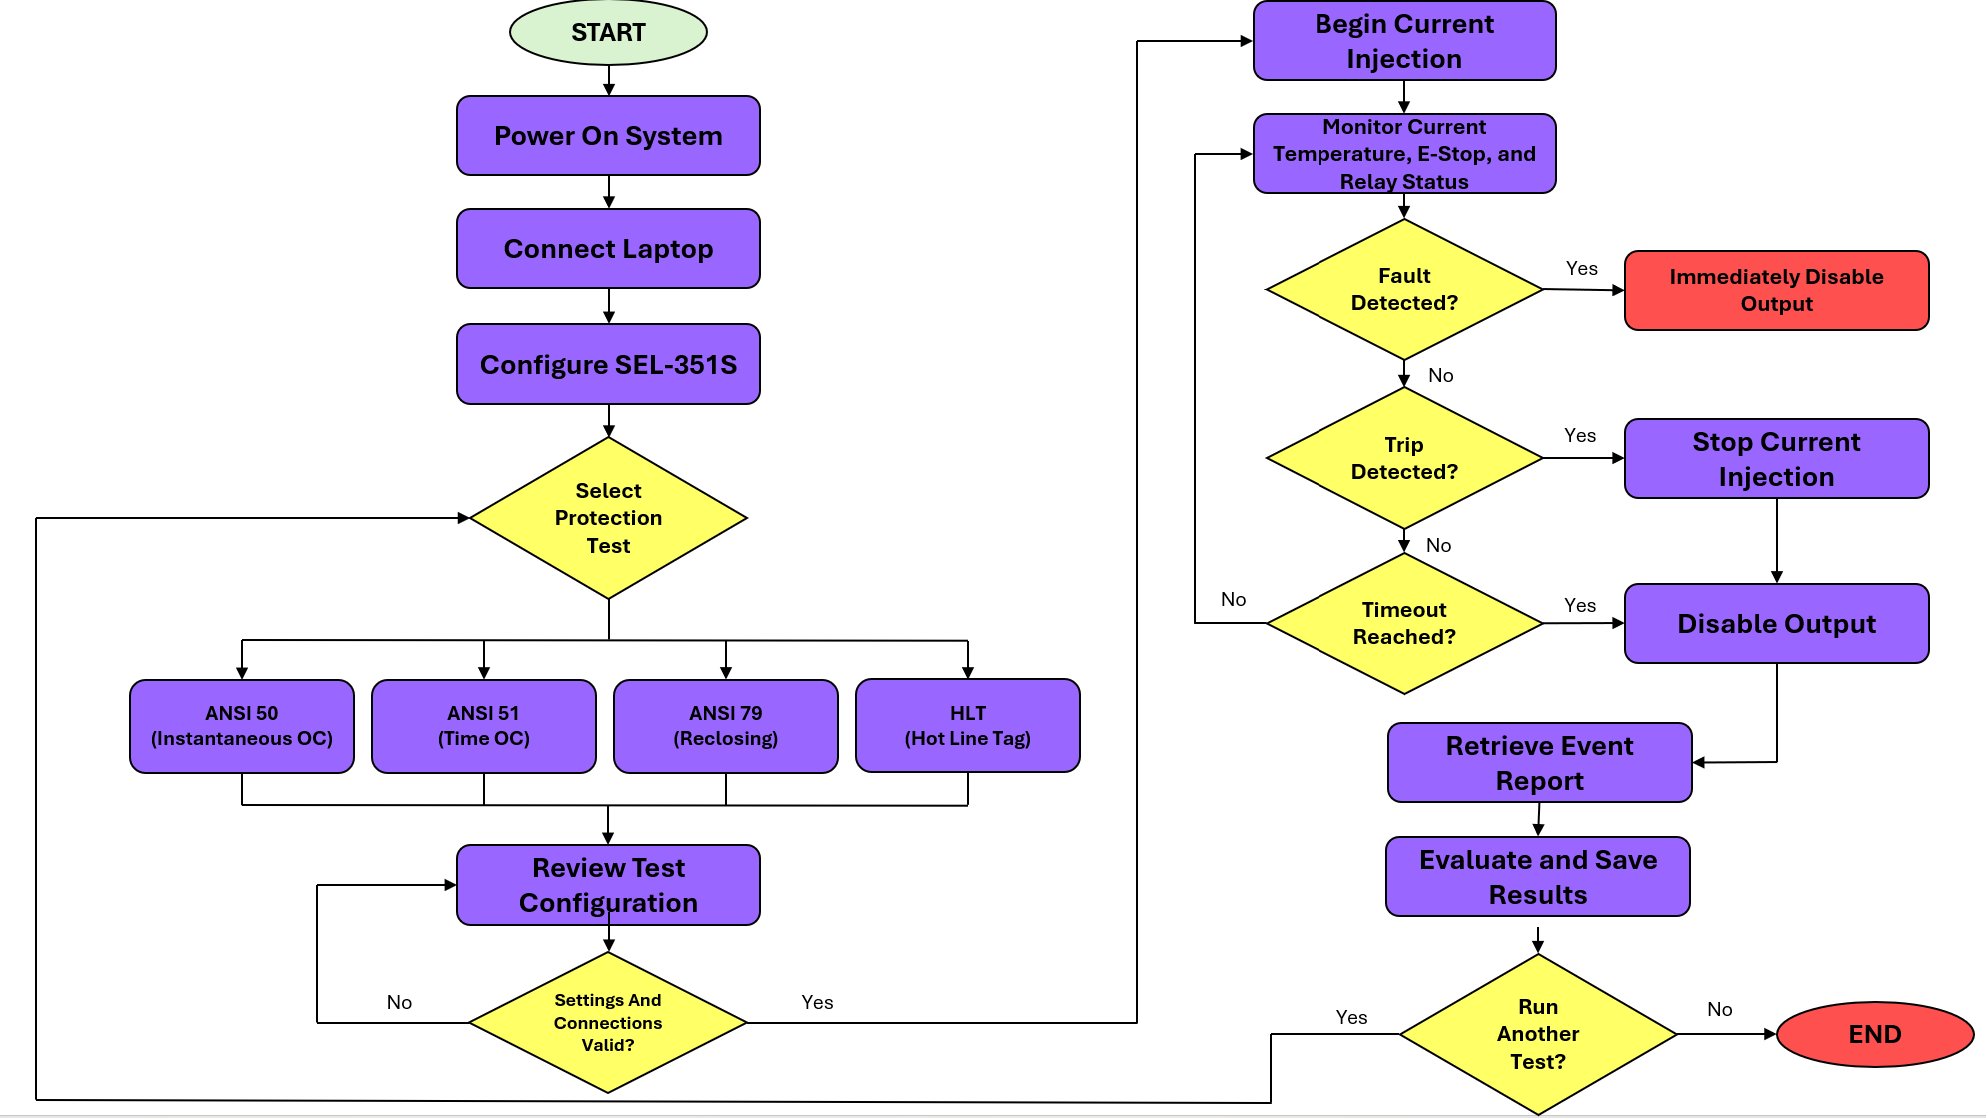 START
Power On System
Connect Laptop
Configure SEL-351S
Select
Protection
Test
ANSI 50
(Instantaneous OC)
ANSI 51
(Time OC)
ANSI 79
(Reclosing)
HLT
(Hot Line Tag)
Review Test
Configuration
Settings And
Connections
Valid?
No
Yes
Begin Current
Injection
Monitor Current
Temperature, E-Stop, and
Relay Status
Fault
Detected?
Yes
Immediately Disable
Output
No
Trip
Detected?
Yes
Stop Current
Injection
No
Timeout
Reached?
No
Yes
Disable Output
Retrieve Event
Report
Evaluate and Save
Results
Run
Another
Test?
Yes
No
END